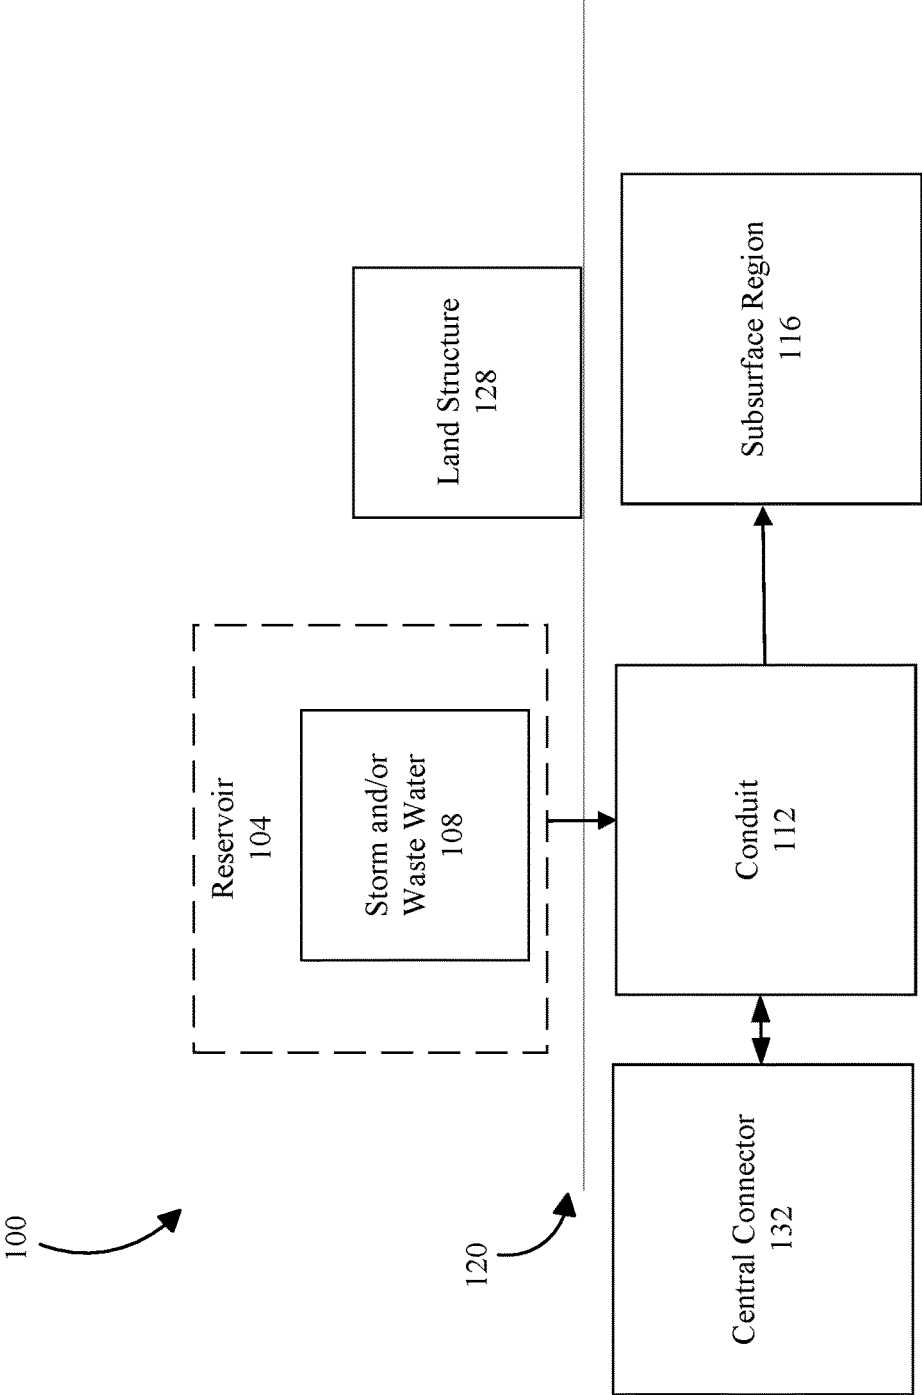 100
Reservoir
104
Storm and/or
Waste Water
108
Land Structure
128
120
Central Connector
132
Conduit
112
Subsurface Region
116